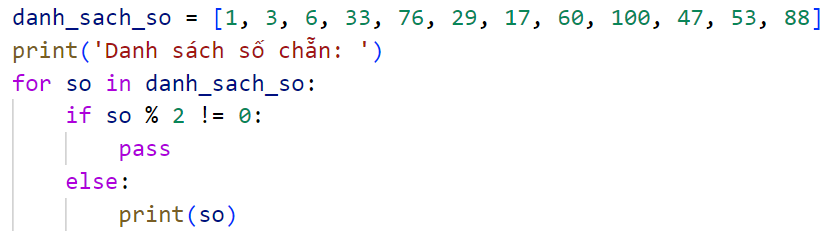 danh_sach_so = [1, 3, 6, 33, 76, 29, 17, 60, 100, 47, 53, 88]
print('Danh sách số chẵn: ')
for so in danh_sach_so:
    if so % 2 != 0:
        pass
    else:
        print(so)